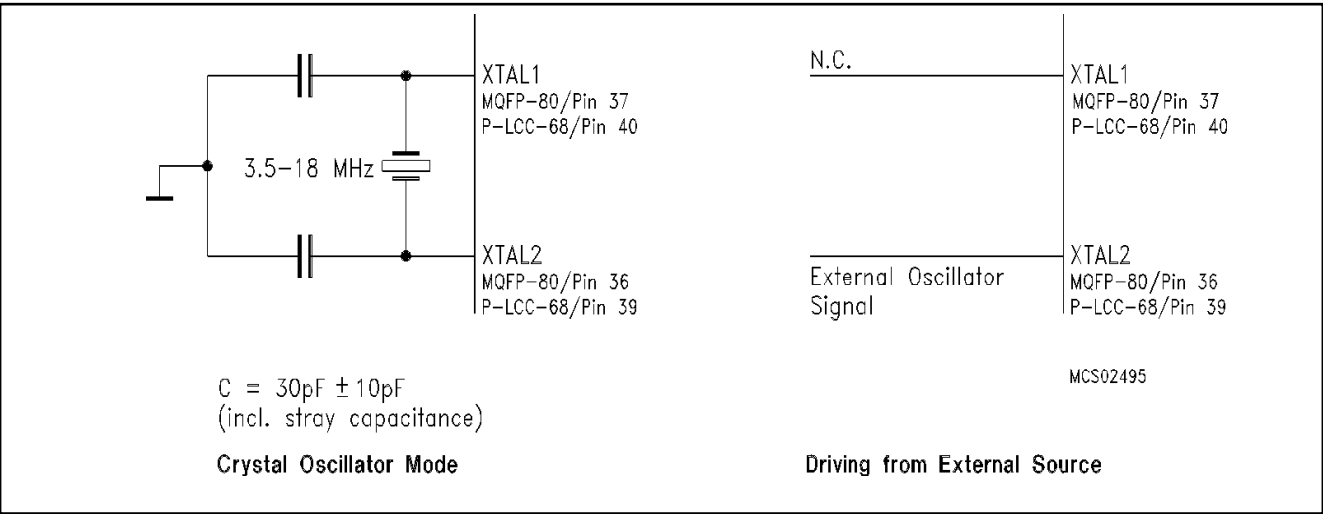 XTAL1
MQFP-80/Pin 37
P-LCC-68/Pin 40
3.5-18 MHz
XTAL2
MQFP-80/Pin 36
P-LCC-68/Pin 39
C = 30pF ± 10pF
(incl. stray capacitance)
Crystal Oscillator Mode
N.C.
XTAL1
MQFP-80/Pin 37
P-LCC-68/Pin 40
External Oscillator
Signal
XTAL2
MQFP-80/Pin 36
P-LCC-68/Pin 39
MCS02495
Driving from External Source